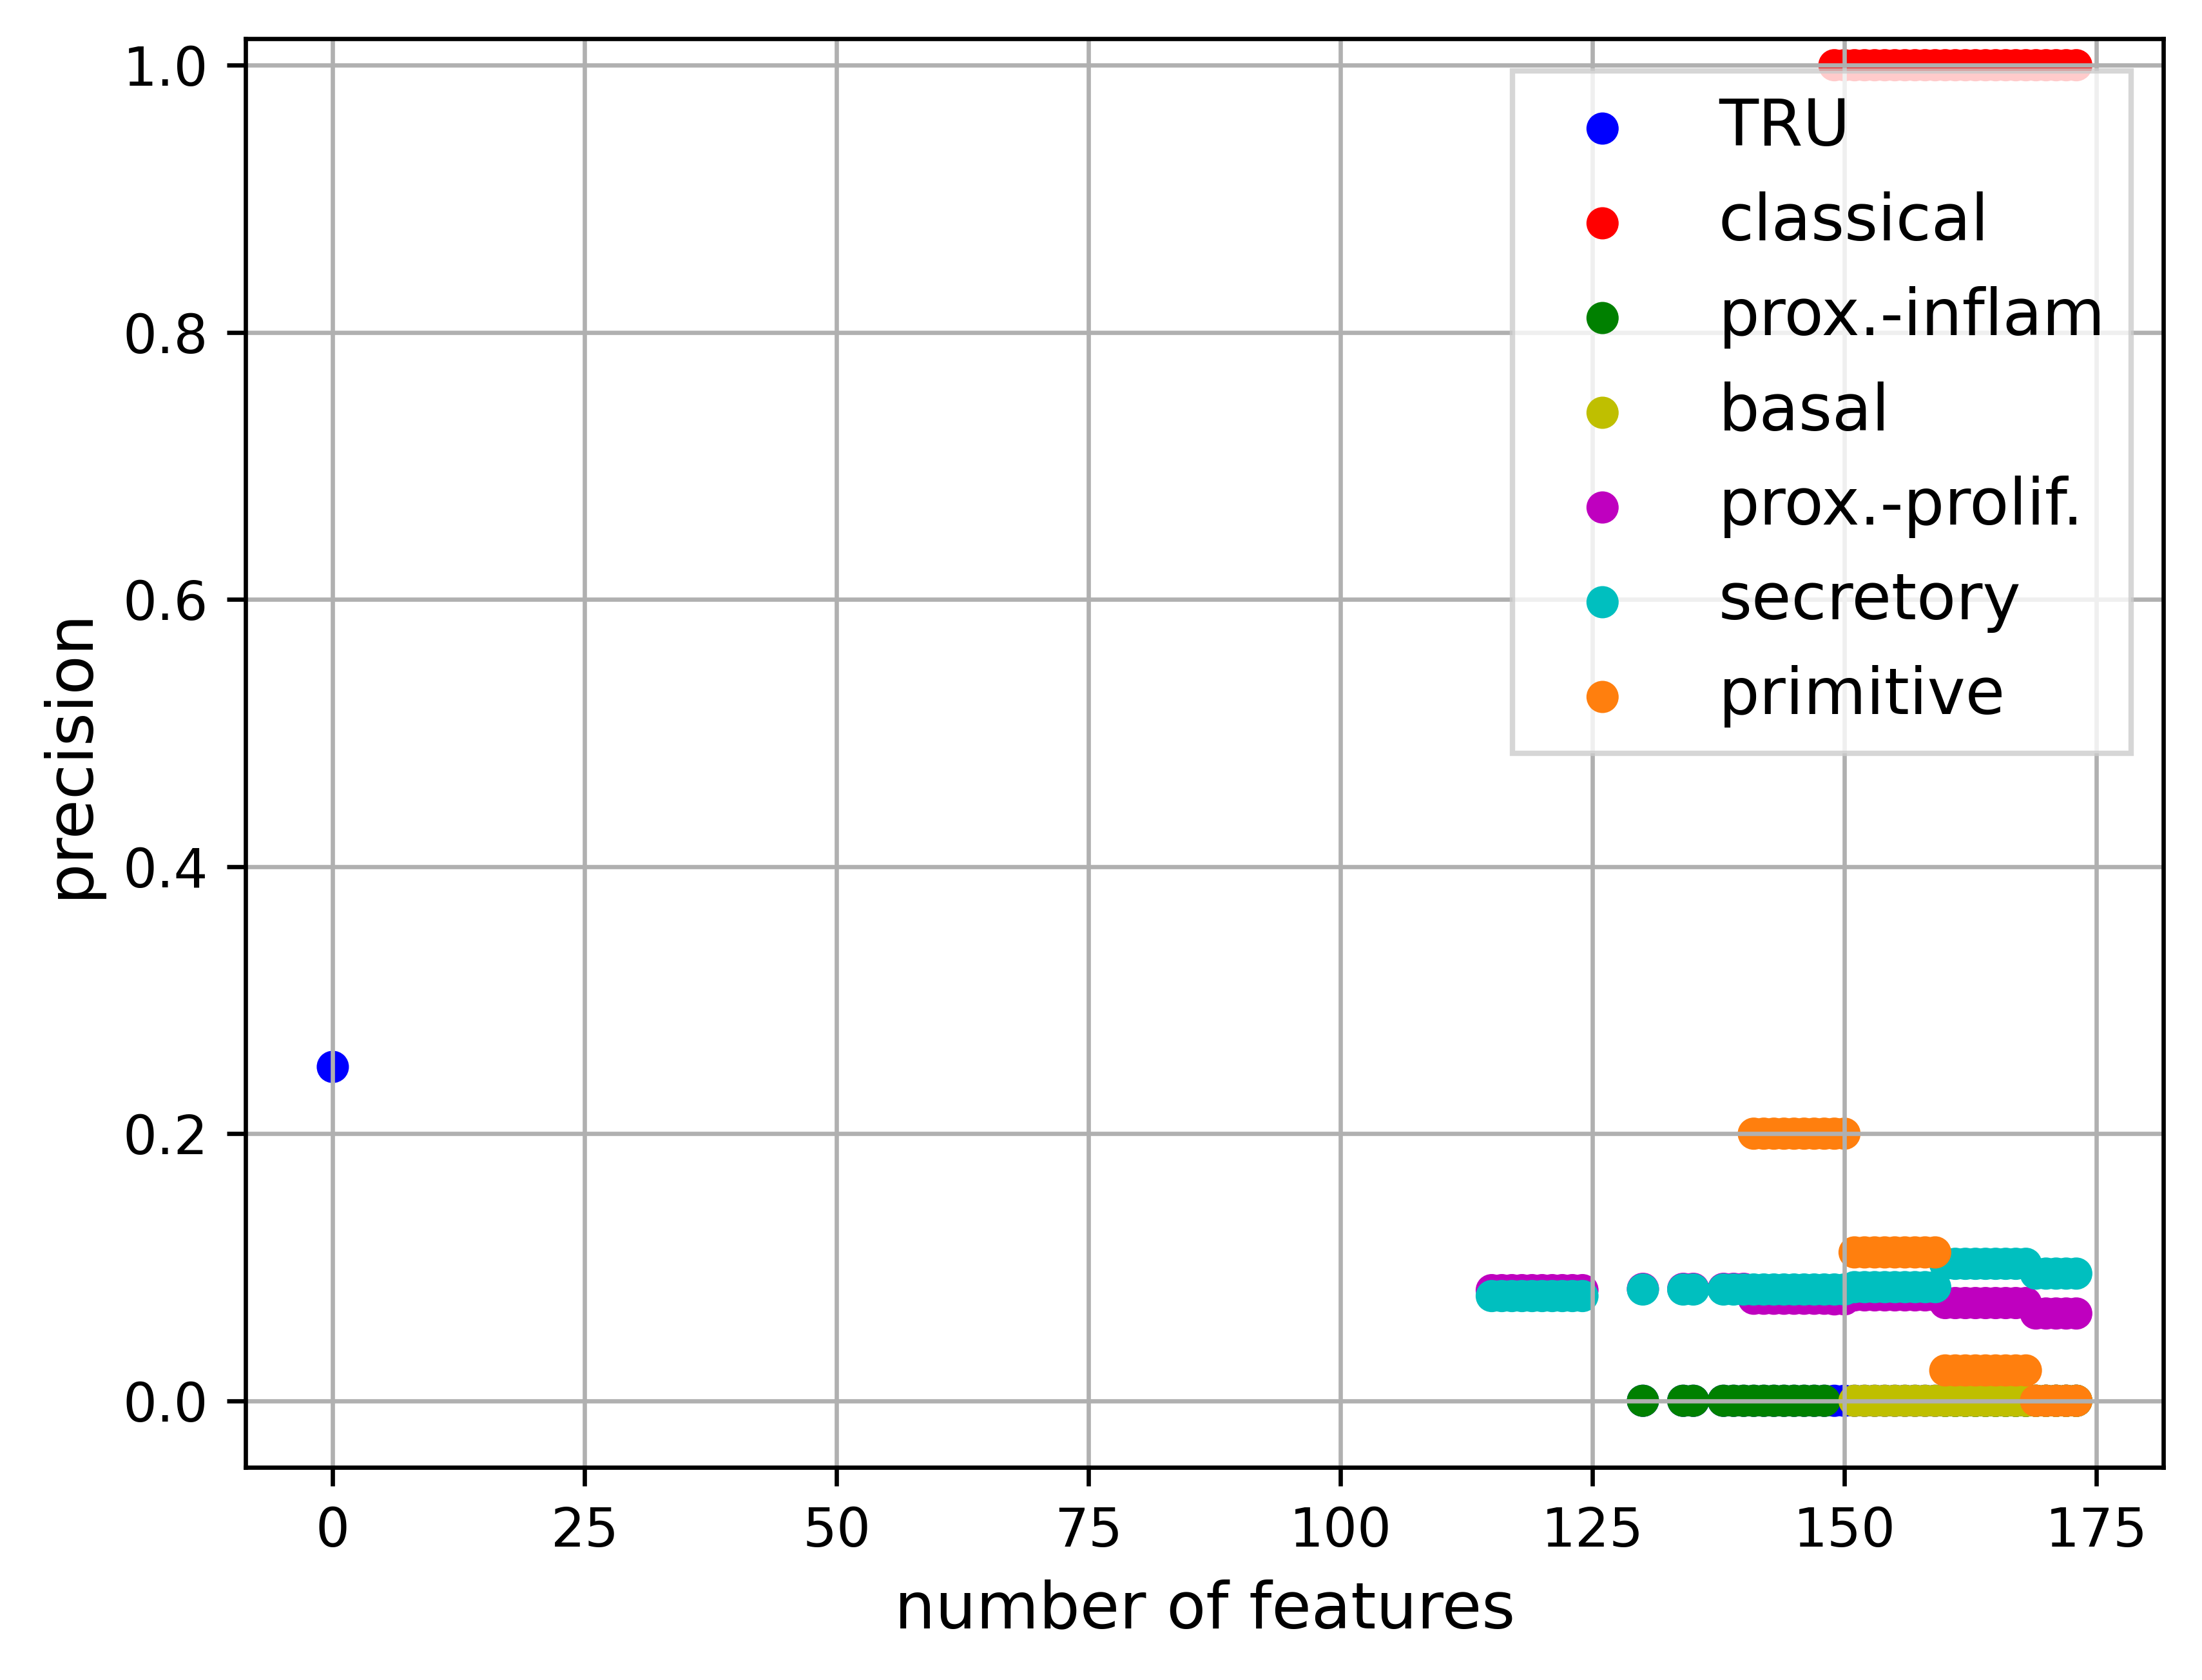 1.0
0.8
0.6
0.4
0.2
0.0
precision
TRU
classical
prox.-inflam
basal
prox.-prolif.
secretory
primitive
0 25 50 75 100 125 150 175
number of features